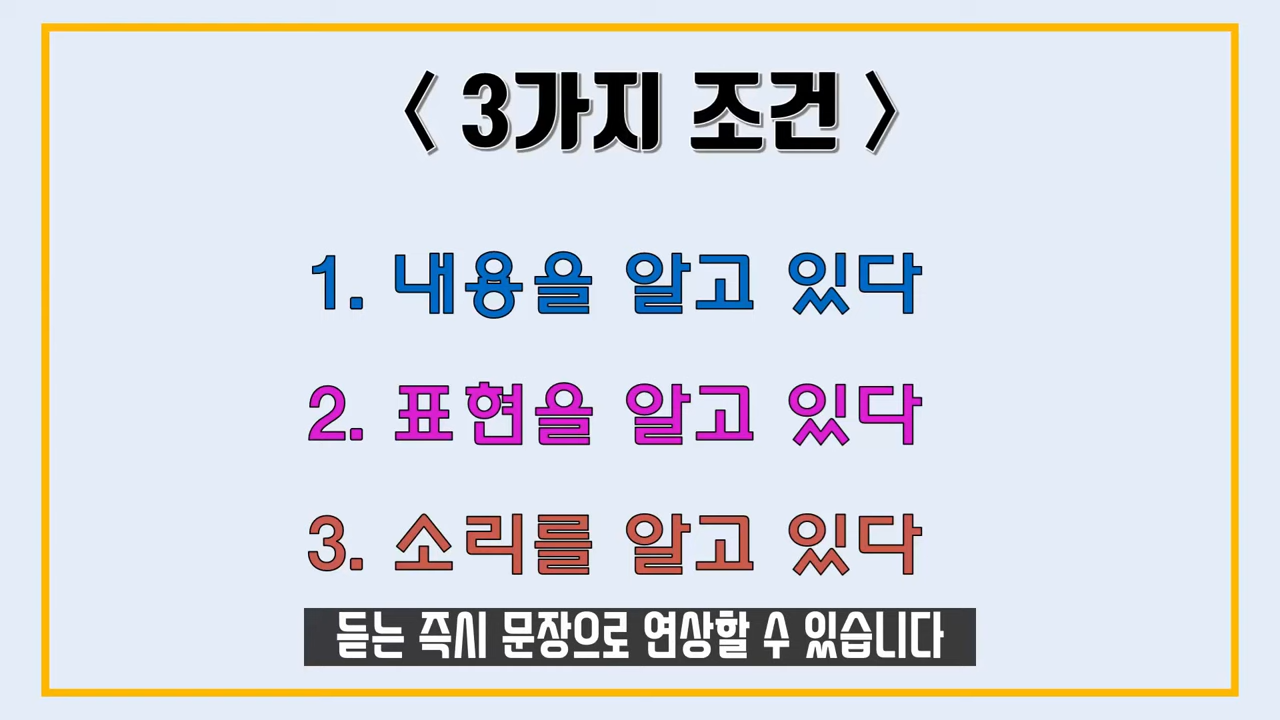 < 3가지 조건 >
1. 내용을 알고 있다
2. 표현을 알고 있다
3. 소리를 알고 있다
듣는 즉시 문장으로 연상할 수 있습니다